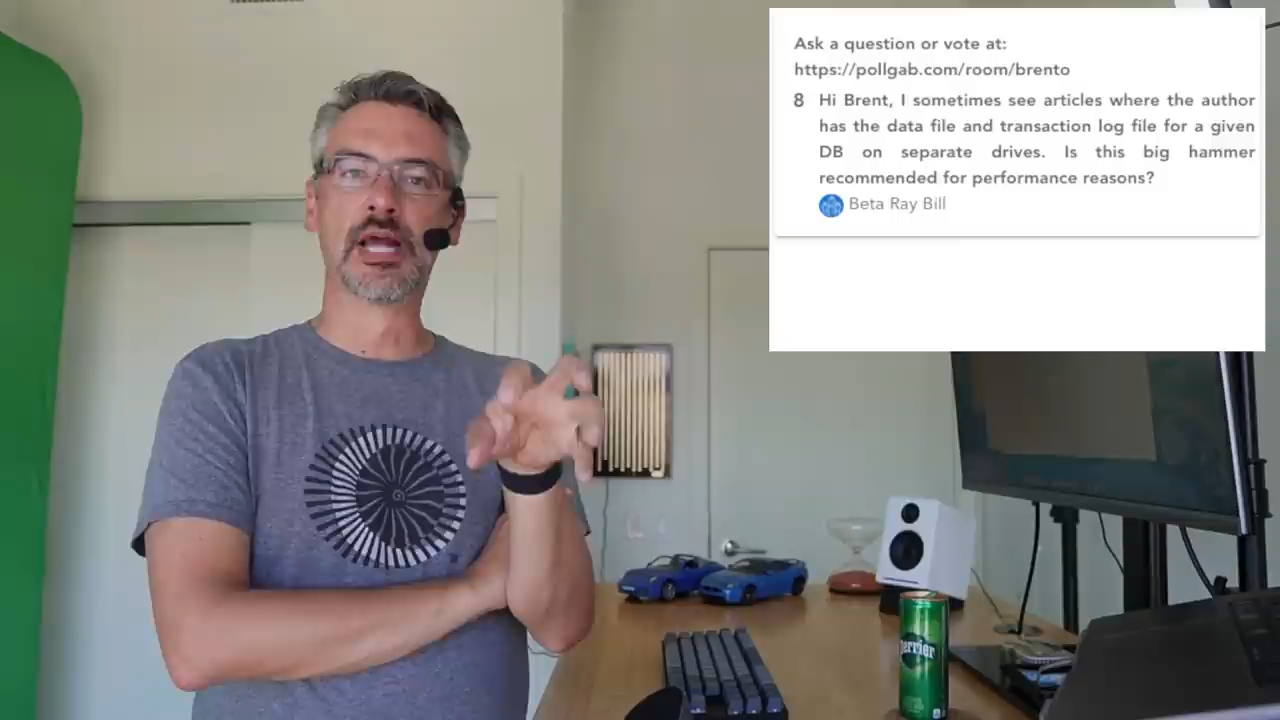 Ask a question or vote at:
https://pollgab.com/room/brento
8 Hi Brent, I sometimes see articles where the author
has the data file and transaction log file for a given
DB on separate drives. Is this big hammer
recommended for performance reasons?
Beta Ray Bill
Perrier